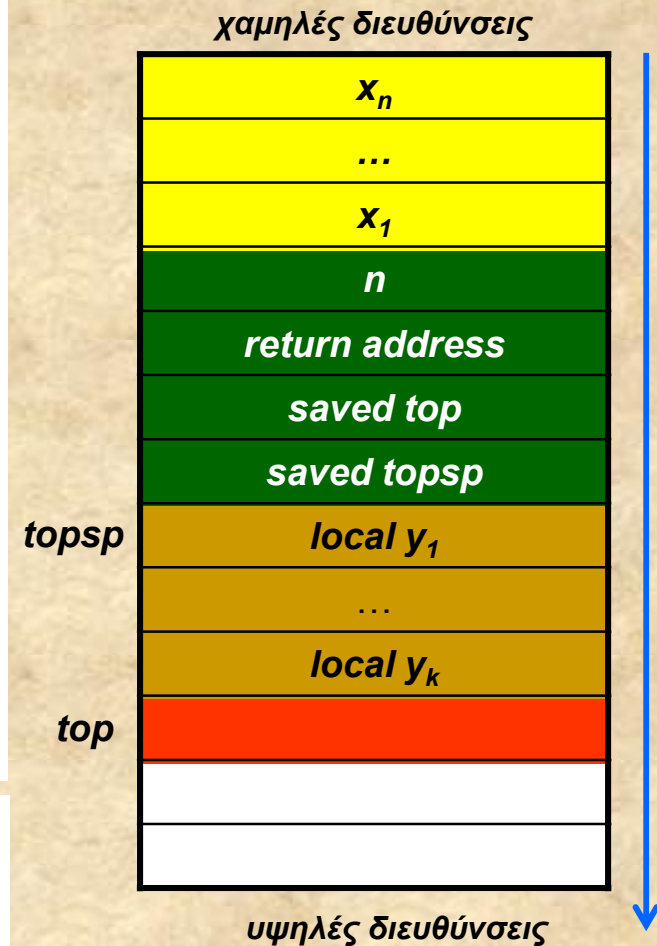 χαμηλές διευθύνσεις
xₙ
...
x₁
n
return address
saved top
saved topsp
topsp local y₁
...
local yₖ
top
υψηλές διευθύνσεις